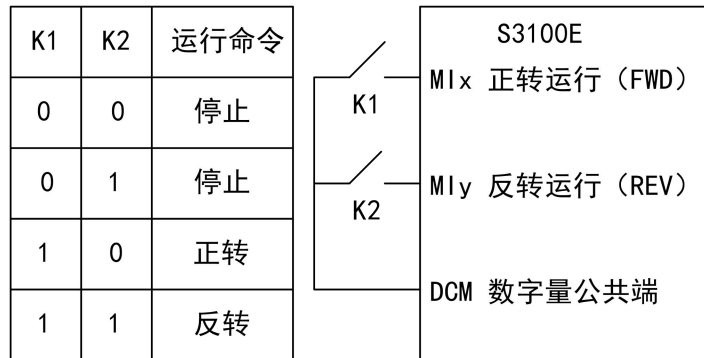 K1 K2 运行命令
0 0 停止
0 1 停止
1 0 正转
1 1 反转
S3100E
K1
MIx 正转运行（FWD）
K2
MIy 反转运行（REV）
DCM 数字量公共端